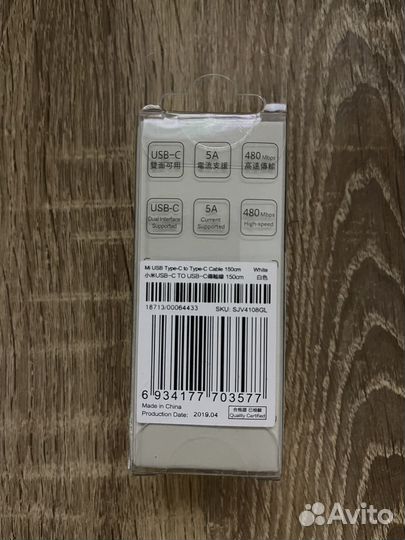 USB-C 5A 480 Mbps
雙面可用 電流支援 高速傳輸
USB-C 5A 480 Mbps
Dual Interface Supported Current Supported High-speed
Mi USB Type-C to Type-C Cable 150cm White
小米USB-C TO USB-C傳輸線 150cm 白色
18713/00064433 SKU: SJV4108GL
6 934177 703577
Made in China
Production Date: 2019.04
合格證 已檢驗
Quality Certified
Avito